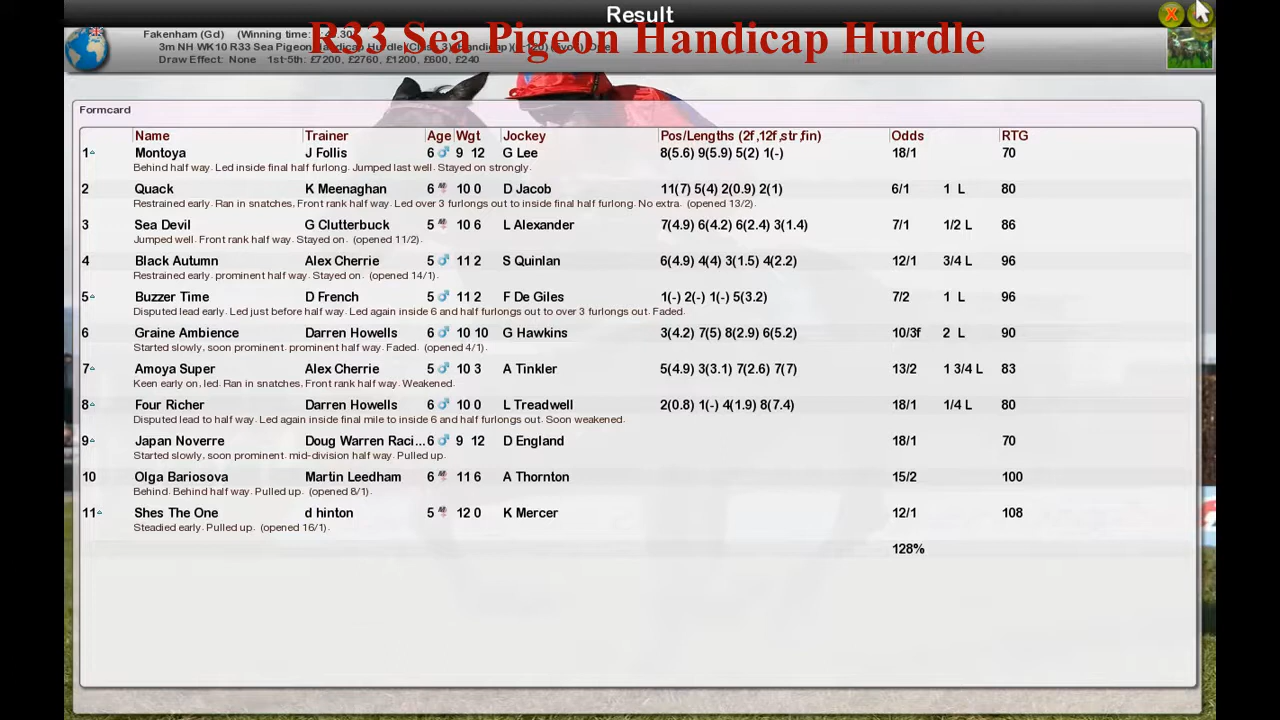 Result
R33 Sea Pigeon Handicap Hurdle
Fakenham (Gd) (Winning time:
3m NH WK10 R33 Sea Pigeon Handicap Hurdle (Class 3)
Draw Effect: None 1st-5th: £7200, £2760, £1200, £600, £240
Formcard
Name Trainer Age Wgt Jockey Pos/Lengths (2f,12f,str,fin) Odds RTG
1 Montoya J Follis 6 9 12 G Lee 8(5.6) 9(5.9) 5(2) 1(-) 18/1 70
Behind half way. Led inside final half furlong. Jumped last well. Stayed on strongly.
2 Quack K Meenaghan 6 10 0 D Jacob 11(7) 5(4) 2(0.9) 2(1) 6/1 1 L 80
Restrained early. Ran in snatches, Front rank half way. Led over 3 furlongs out to inside final half furlong. No extra. (opened 13/2).
3 Sea Devil G Clutterbuck 5 10 6 L Alexander 7(4.9) 6(4.2) 6(2.4) 3(1.4) 7/1 1/2 L 86
Jumped well. Front rank half way. Stayed on. (opened 11/2).
4 Black Autumn Alex Cherrie 5 11 2 S Quinlan 6(4.9) 4(4) 3(1.5) 4(2.2) 12/1 3/4 L 96
Restrained early. prominent half way. Stayed on. (opened 14/1).
5 Buzzer Time D French 5 11 2 F De Giles 1(-) 2(-) 1(-) 5(3.2) 7/2 1 L 96
Disputed lead early. Led just before half way. Led again inside 6 and half furlongs out to over 3 furlongs out. Faded.
6 Graine Ambience Darren Howells 6 10 10 G Hawkins 3(4.2) 7(5) 8(2.9) 6(5.2) 10/3f 2 L 90
Started slowly, soon prominent. prominent half way. Faded. (opened 4/1).
7 Amoya Super Alex Cherrie 5 10 3 A Tinkler 5(4.9) 3(3.1) 7(2.6) 7(7) 13/2 1 3/4 L 83
Keen early on, led. Ran in snatches, Front rank half way. Weakened.
8 Four Richer Darren Howells 6 10 0 L Treadwell 2(0.8) 1(-) 4(1.9) 8(7.4) 18/1 1/4 L 80
Disputed lead to half way. Led again inside final mile to inside 6 and half furlongs out. Soon weakened.
9 Japan Noverre Doug Warren Raci... 6 9 12 D England 18/1 70
Started slowly, soon prominent. mid-division half way. Pulled up.
10 Olga Bariosova Martin Leedham 6 11 6 A Thornton 15/2 100
Behind. Behind half way. Pulled up. (opened 8/1).
11 Shes The One d hinton 5 12 0 K Mercer 12/1 108
Steadied early. Pulled up. (opened 16/1).
128%